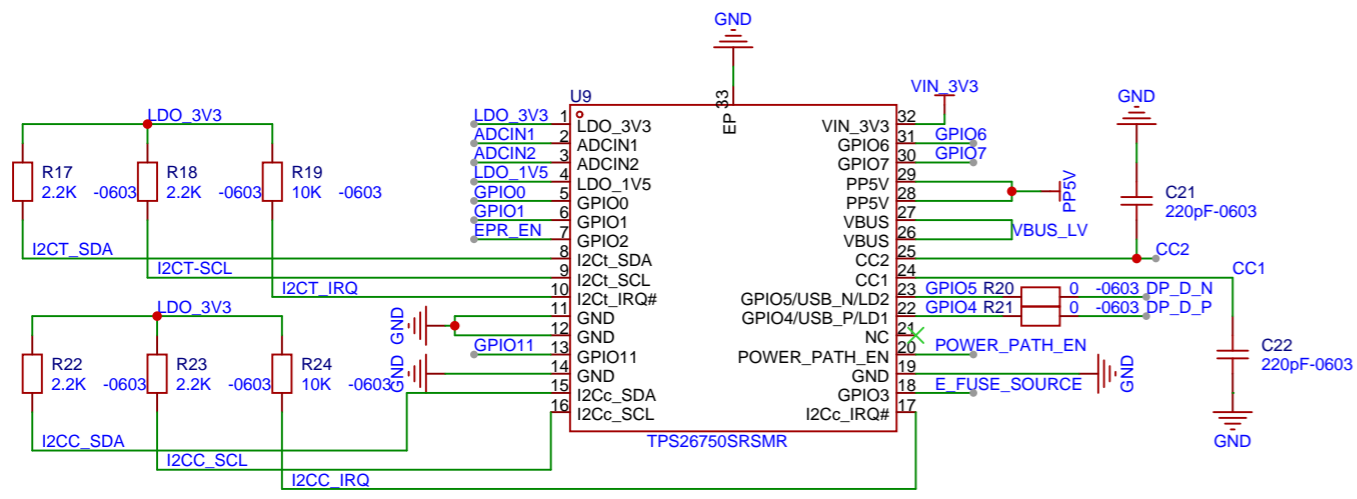 GND
U9
EP 33
VIN_3V3
GND
LDO_3V3
R17
2.2K -0603
R18
2.2K -0603
R19
10K -0603
I2CT_SDA
I2CT-SCL
I2CT_IRQ
LDO_3V3
R22
2.2K -0603
R23
2.2K -0603
R24
10K -0603
I2CC_SDA
I2CC_SCL
I2CC_IRQ
GND
GND
LDO_3V3 1 LDO_3V3
ADCIN1 2 ADCIN1
ADCIN2 3 ADCIN2
LDO_1V5 4 LDO_1V5
GPIO0 5 GPIO0
GPIO1 6 GPIO1
EPR_EN 7 GPIO2
8 I2Ct_SDA
9 I2Ct_SCL
10 I2Ct_IRQ#
11 GND
12 GND
GPIO11 13 GPIO11
14 GND
15 I2Cc_SDA
16 I2Cc_SCL
VIN_3V3 32
GPIO6 31 GPIO6
GPIO7 30 GPIO7
PP5V 29
PP5V 28
PP5V
VBUS 27
VBUS 26
VBUS_LV
CC2 25
CC2
CC1 24
CC1
GPIO5/USB_N/LD2 23 GPIO5 R20 0 -0603 DP_D_N
GPIO4/USB_P/LD1 22 GPIO4 R21 0 -0603 DP_D_P
NC 21
POWER_PATH_EN 20 POWER_PATH_EN
GND 19
GND
GPIO3 18 E_FUSE_SOURCE
I2Cc_IRQ# 17
TPS26750SRSMR
C21
220pF-0603
C22
220pF-0603
GND